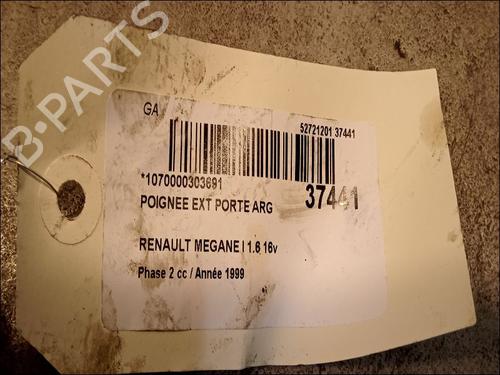 B-PARTS
GA
52721201 37441
*1070000303691
37441
POIGNEE EXT PORTE ARG
RENAULT MEGANE I 1.6 16v
Phase 2 cc / Année 1999